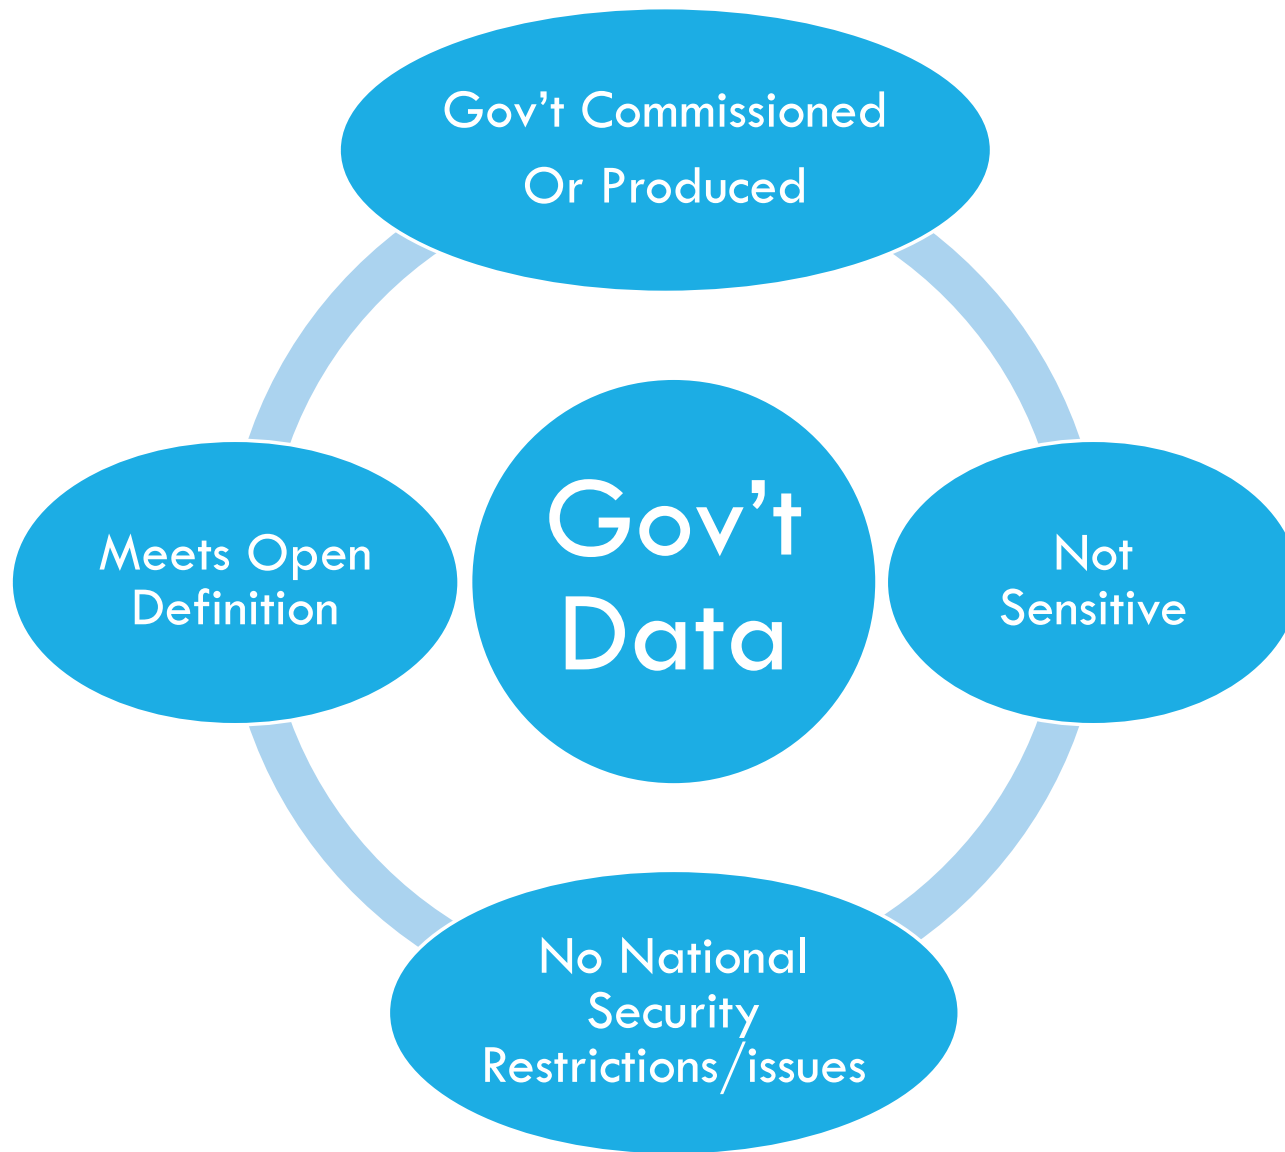 Gov’t Commissioned
Or Produced
Meets Open
Definition
Gov’t
Data
Not
Sensitive
No National
Security
Restrictions/issues